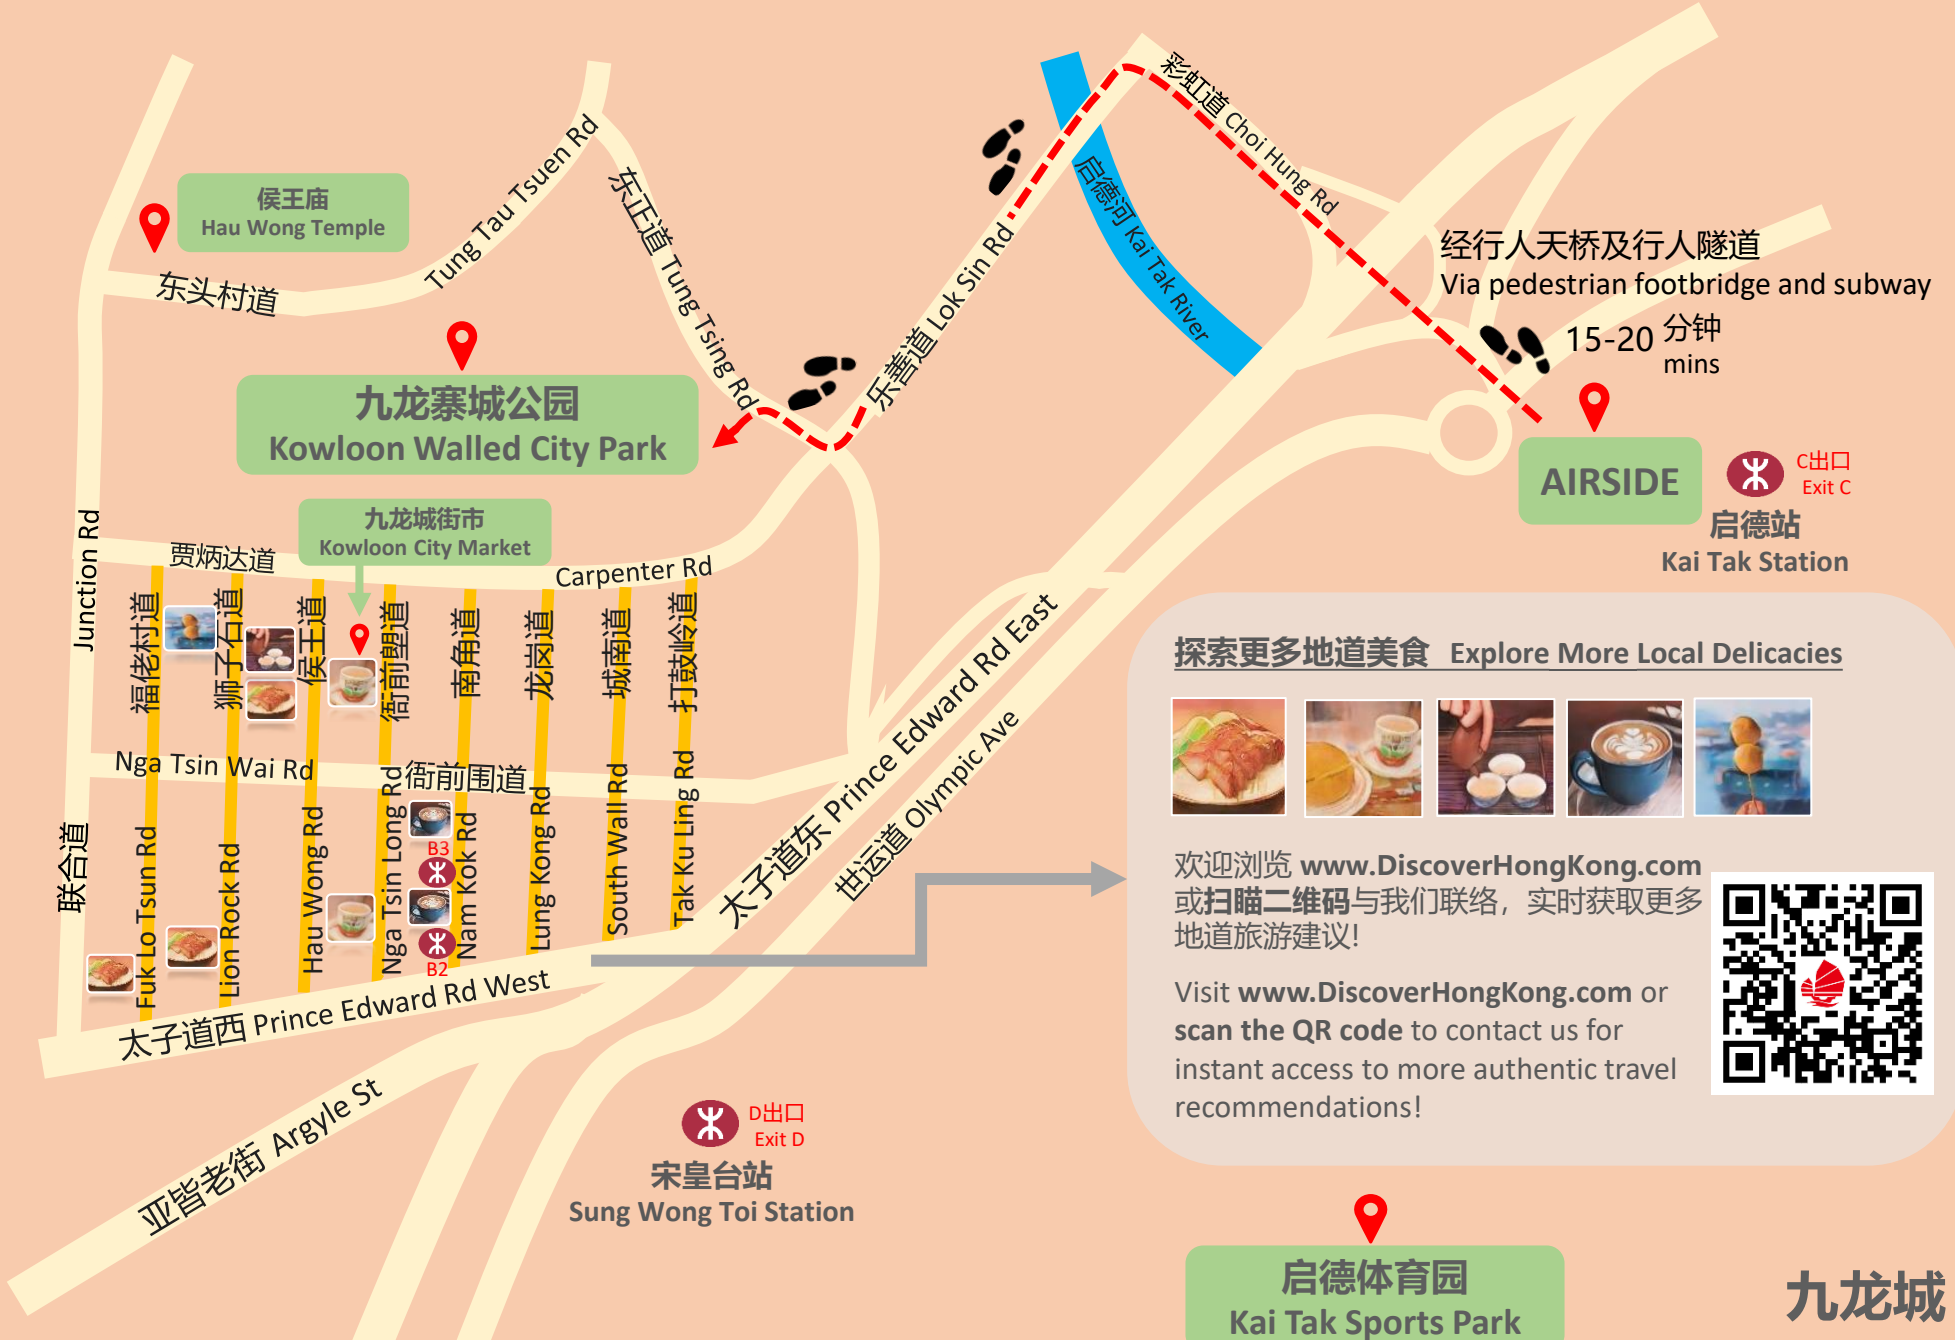 侯王庙
Hau Wong Temple
东头村道
Tung Tau Tsuen Rd
东正道 Tung Tsing Rd
九龙寨城公园
Kowloon Walled City Park
九龙城街市
Kowloon City Market
乐善道 Lok Sin Rd
启德河 Kai Tak River
彩虹道 Choi Hung Rd
经行人天桥及行人隧道
Via pedestrian footbridge and subway
15-20 分钟
mins
AIRSIDE
C出口
Exit C
启德站
Kai Tak Station
Junction Rd
联合道
贾炳达道
Carpenter Rd
福佬村道
狮子石道
侯王道
衙前塱道
南角道
龙岗道
城南道
打鼓岭道
Nga Tsin Wai Rd
衙前围道
Fuk Lo Tsun Rd
Lion Rock Rd
Hau Wong Rd
Nga Tsin Long Rd
B3
B2
Nam Kok Rd
Lung Kong Rd
South Wall Rd
Tak Ku Ling Rd
太子道西 Prince Edward Rd West
太子道东 Prince Edward Rd East
世运道 Olympic Ave
亚皆老街 Argyle St
D出口
Exit D
宋皇台站
Sung Wong Toi Station
探索更多地道美食 Explore More Local Delicacies
欢迎浏览 www.DiscoverHongKong.com
或扫瞄二维码与我们联络，实时获取更多
地道旅游建议!
Visit www.DiscoverHongKong.com or
scan the QR code to contact us for
instant access to more authentic travel
recommendations!
启德体育园
Kai Tak Sports Park
九龙城